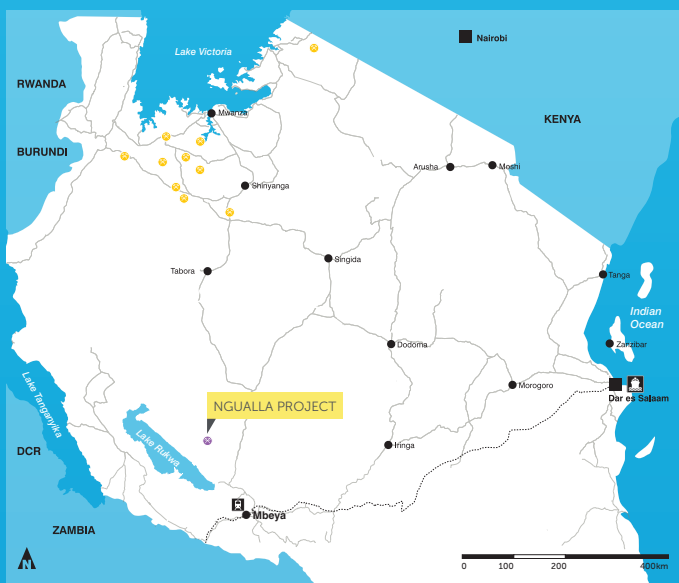 Nairobi
Lake Victoria
RWANDA
Mwanza
KENYA
BURUNDI
Arusha
Moshi
Shinyanga
Singida
Tabora
Tanga
Indian
Ocean
Dodoma
Zanzibar
Lake Tanganyika
Morogoro
Dar es Salaam
NGUALLA PROJECT
Lake Rukwa
Iringa
DCR
Mbeya
ZAMBIA
N
0
100
200
400km